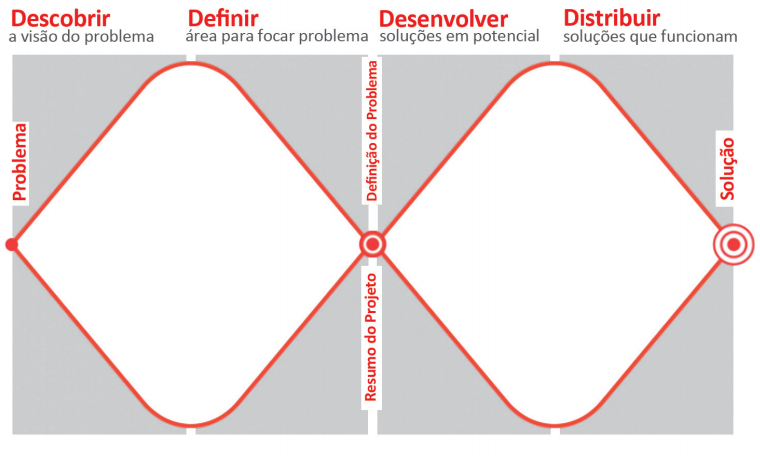 Descobrir
a visão do problema
Definir
área para focar problema
Desenvolver
soluções em potencial
Distribuir
soluções que funcionam
Problema
Definição do Problema
Resumo do Projeto
Solução